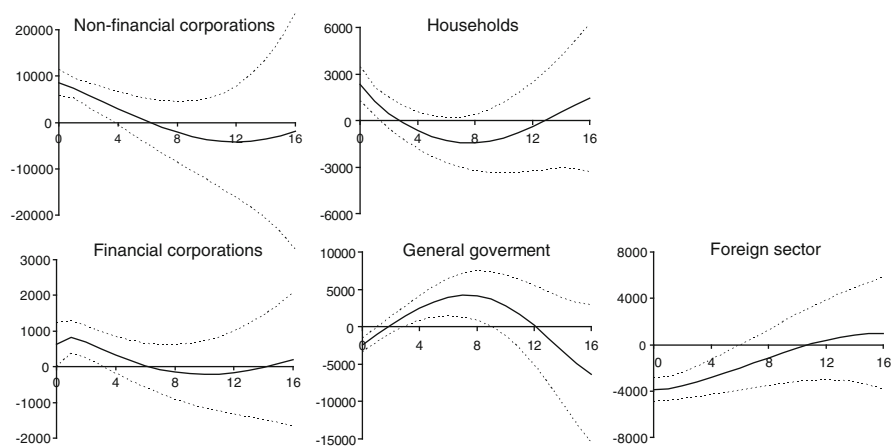 Non-financial corporations
20000
10000
0
-10000
-20000
0 4 8 12 16
Households
6000
3000
0
-3000
-6000
0 4 8 12 16
Financial corporations
3000
2000
1000
0
-1000
-2000
0 4 8 12 16
General goverment
10000
5000
0
-5000
-10000
-15000
0 4 8 12 16
Foreign sector
8000
4000
0
-4000
-8000
0 4 8 12 16